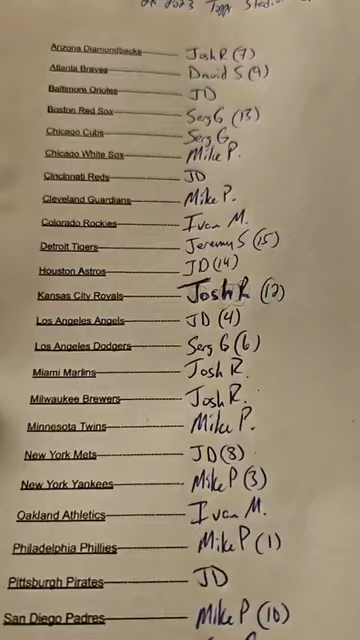 2023 Topps Stadium
Arizona Diamondbacks Josh R (7)
Atlanta Braves David S (9)
Baltimore Orioles JD
Boston Red Sox Serg G (13)
Chicago Cubs Serg G
Chicago White Sox Mike P.
Cincinnati Reds JD
Cleveland Guardians Mike P.
Colorado Rockies Ivan M.
Detroit Tigers Jeremy S (15)
Houston Astros JD (14)
Kansas City Royals Josh R (12)
Los Angeles Angels JD (4)
Los Angeles Dodgers Serg G (6)
Miami Marlins Josh R.
Milwaukee Brewers Josh R.
Minnesota Twins Mike P.
New York Mets JD (8)
New York Yankees Mike P (3)
Oakland Athletics Ivan M.
Philadelphia Phillies Mike P (1)
Pittsburgh Pirates JD
San Diego Padres Mike P (10)